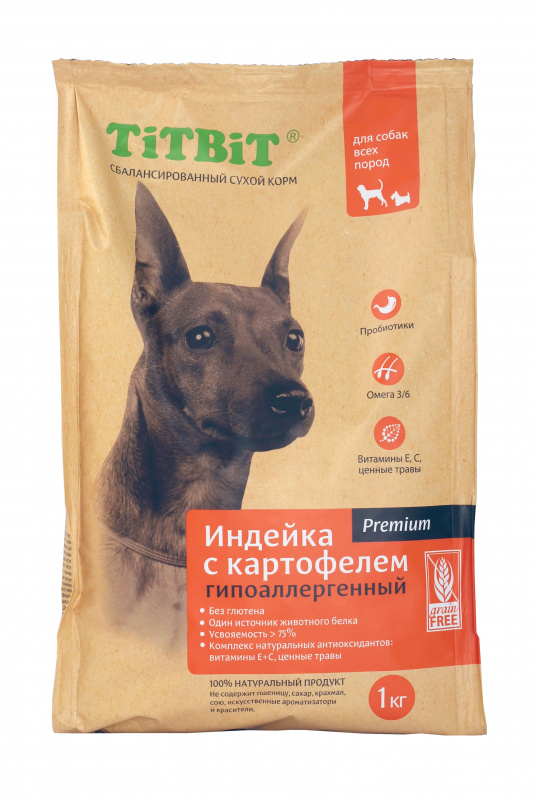 TiTBiT®
СБАЛАНСИРОВАННЫЙ СУХОЙ КОРМ
для собак
всех
пород
Пробиотики
Омега 3/6
Витамины Е, С,
ценные травы
Premium
Индейка
с картофелем
гипоаллергенный
• Без глютена
• Один источник животного белка
• Усвояемость > 75%
• Комплекс натуральных антиоксидантов:
витамины Е+С, ценные травы
grain
FREE
100% НАТУРАЛЬНЫЙ ПРОДУКТ
Не содержит пшеницу, сахар, крахмал,
сою, искусственные ароматизаторы
и красители.
1 кг